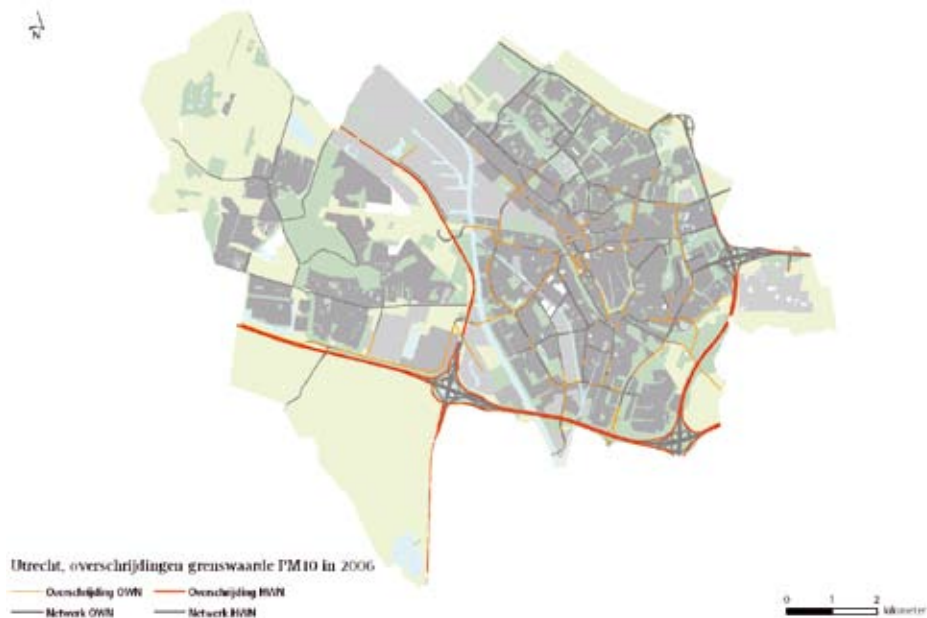 N
Utrecht, overschrijdingen grenswaarde PM10 in 2006
Overschrijding OWN
Overschrijding HWN
Netwerk OWN
Netwerk HWN
0 1 2 kilometer